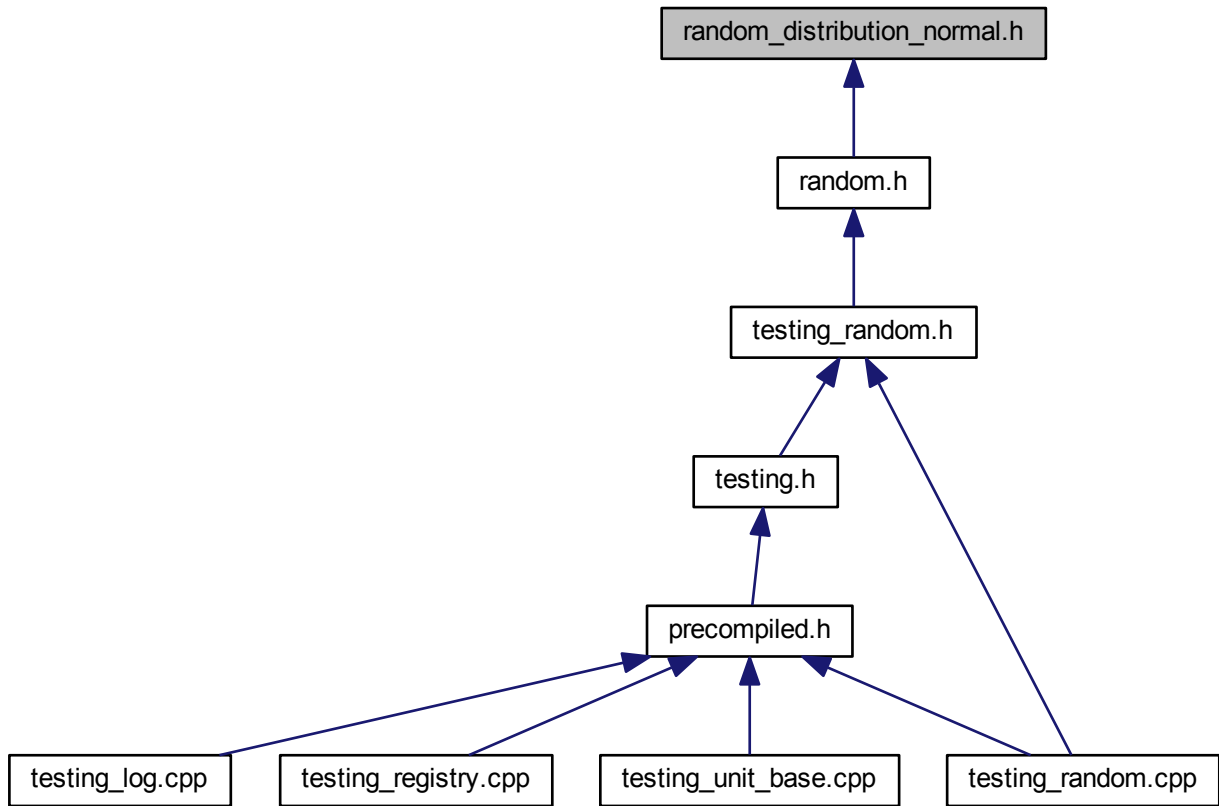 random_distribution_normal.h
random.h
testing_random.h
testing.h
precompiled.h
testing_log.cpp
testing_registry.cpp
testing_unit_base.cpp
testing_random.cpp